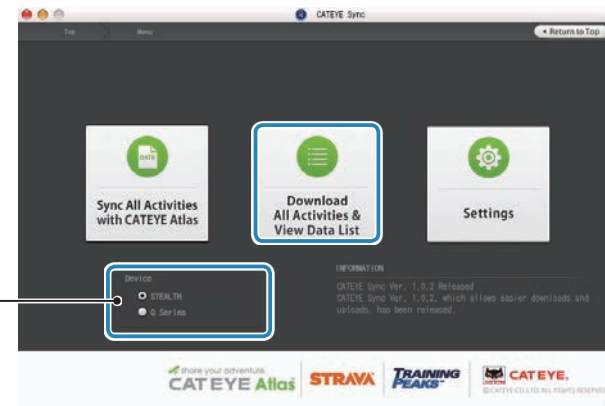 CATEYE Sync
Top
Menu
Return to Top
DATA
Sync All Activities
with CATEYE Atlas
Download
All Activities &
View Data List
Settings
Device
STEALTH
Q Series
INFORMATION
CATEYE Sync Ver. 1.0.2 Released
CATEYE Sync Ver. 1.0.2, which allows easier downloads and
uploads, has been released.
share your adventure.
CATEYE Atlas
STRAVA
TRAINING
PEAKS
CATEYE
CATEYE.
© CATEYE CO.,LTD. ALL RIGHTS RESERVED